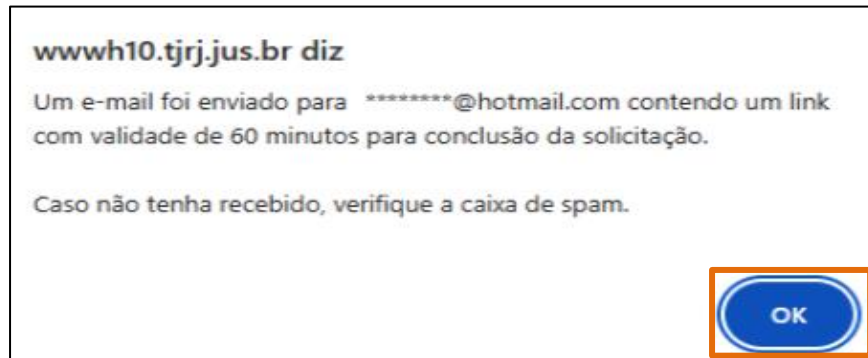 wwwh10.tjrj.jus.br diz
Um e-mail foi enviado para ********@hotmail.com contendo um link
com validade de 60 minutos para conclusão da solicitação.
Caso não tenha recebido, verifique a caixa de spam.
OK